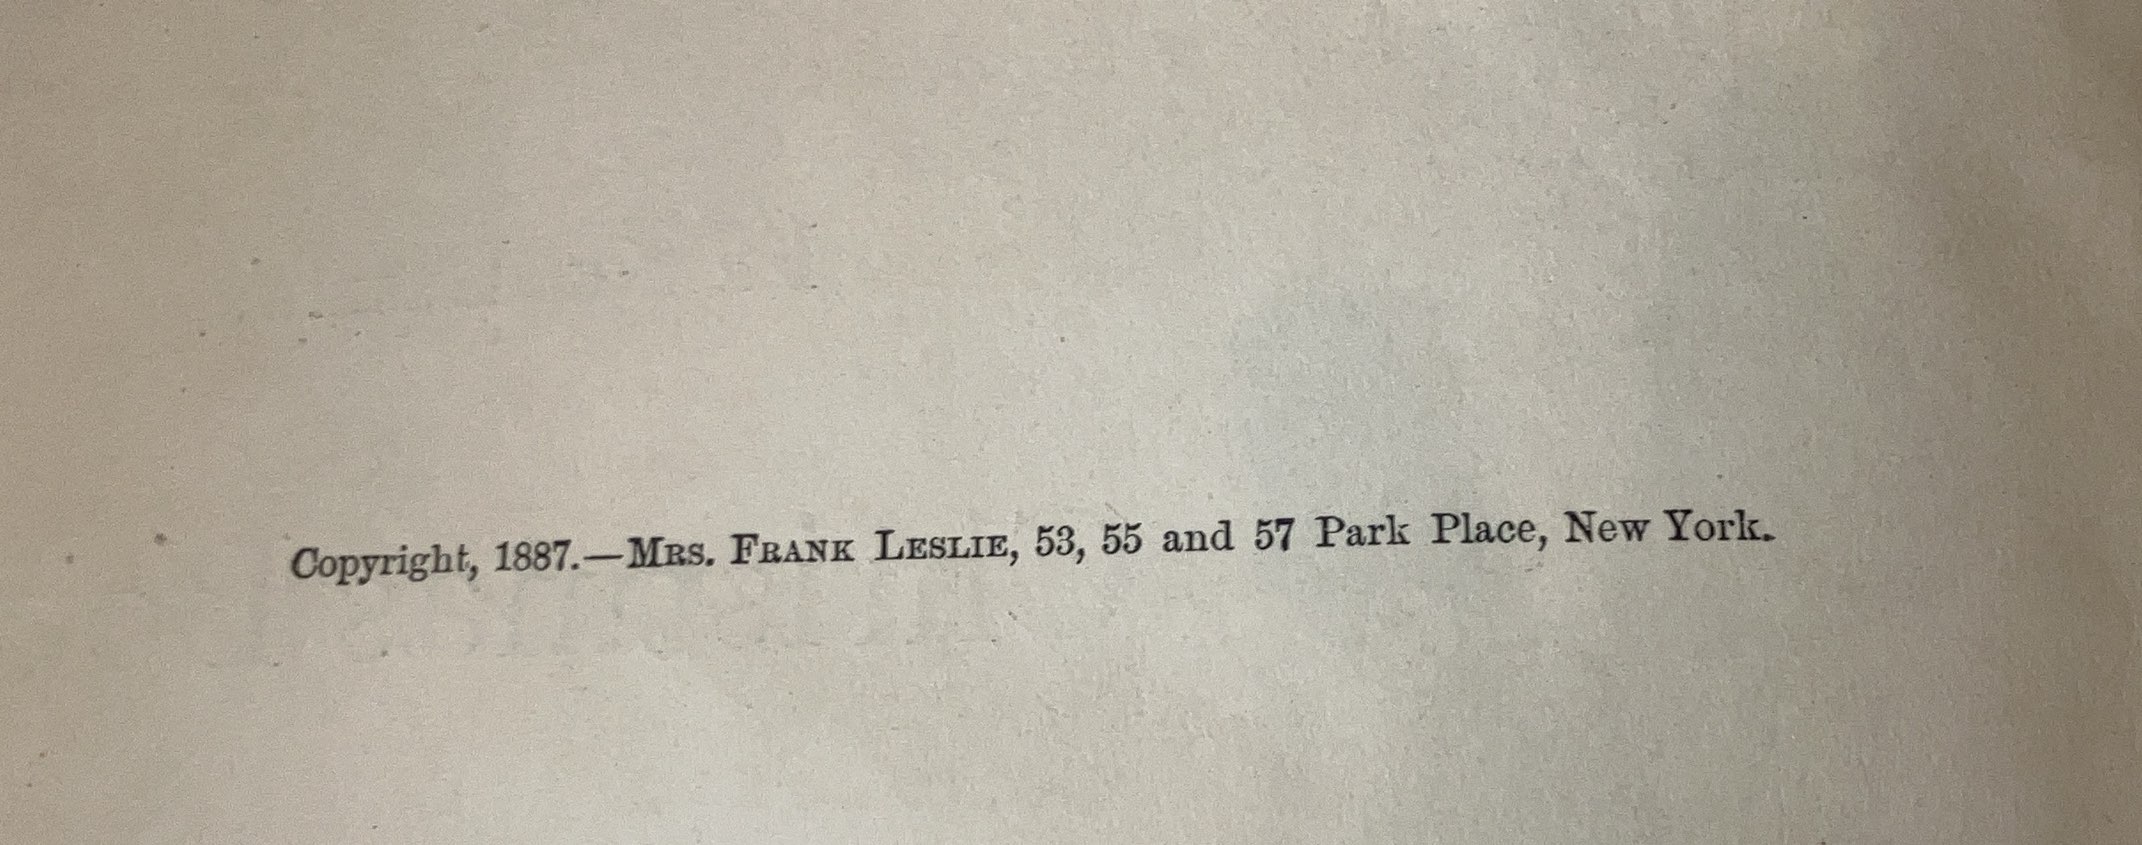 Copyright, 1887.—MRS. FRANK LESLIE, 53, 55 and 57 Park Place, New York.